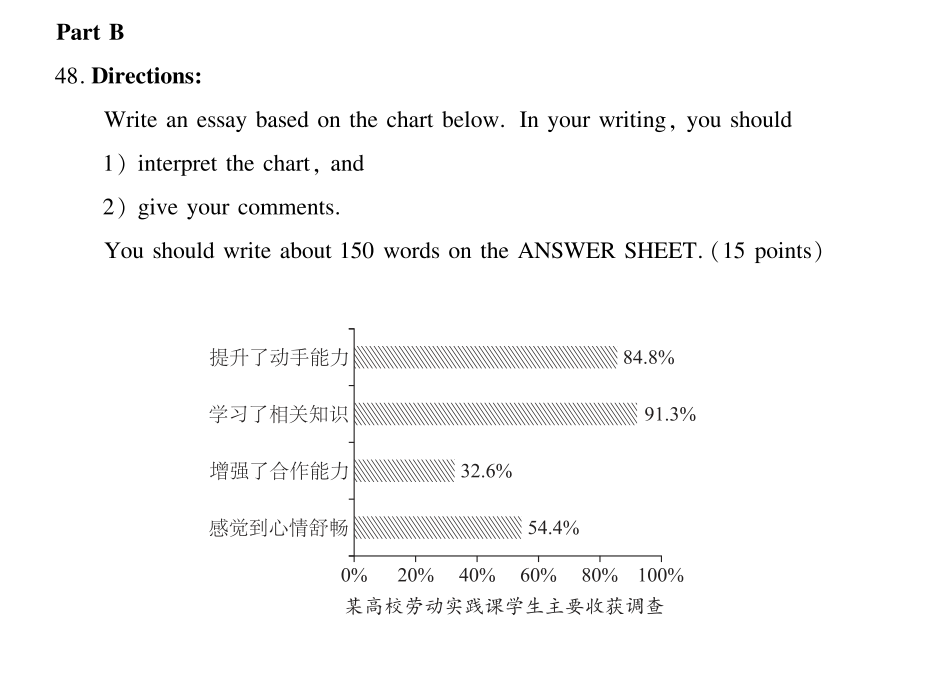 Part B
48. Directions:
Write an essay based on the chart below. In your writing, you should
1) interpret the chart, and
2) give your comments.
You should write about 150 words on the ANSWER SHEET. (15 points)
提升了动手能力 84.8%
学习了相关知识 91.3%
增强了合作能力 32.6%
感觉到心情舒畅 54.4%
0% 20% 40% 60% 80% 100%
某高校劳动实践课学生主要收获调查